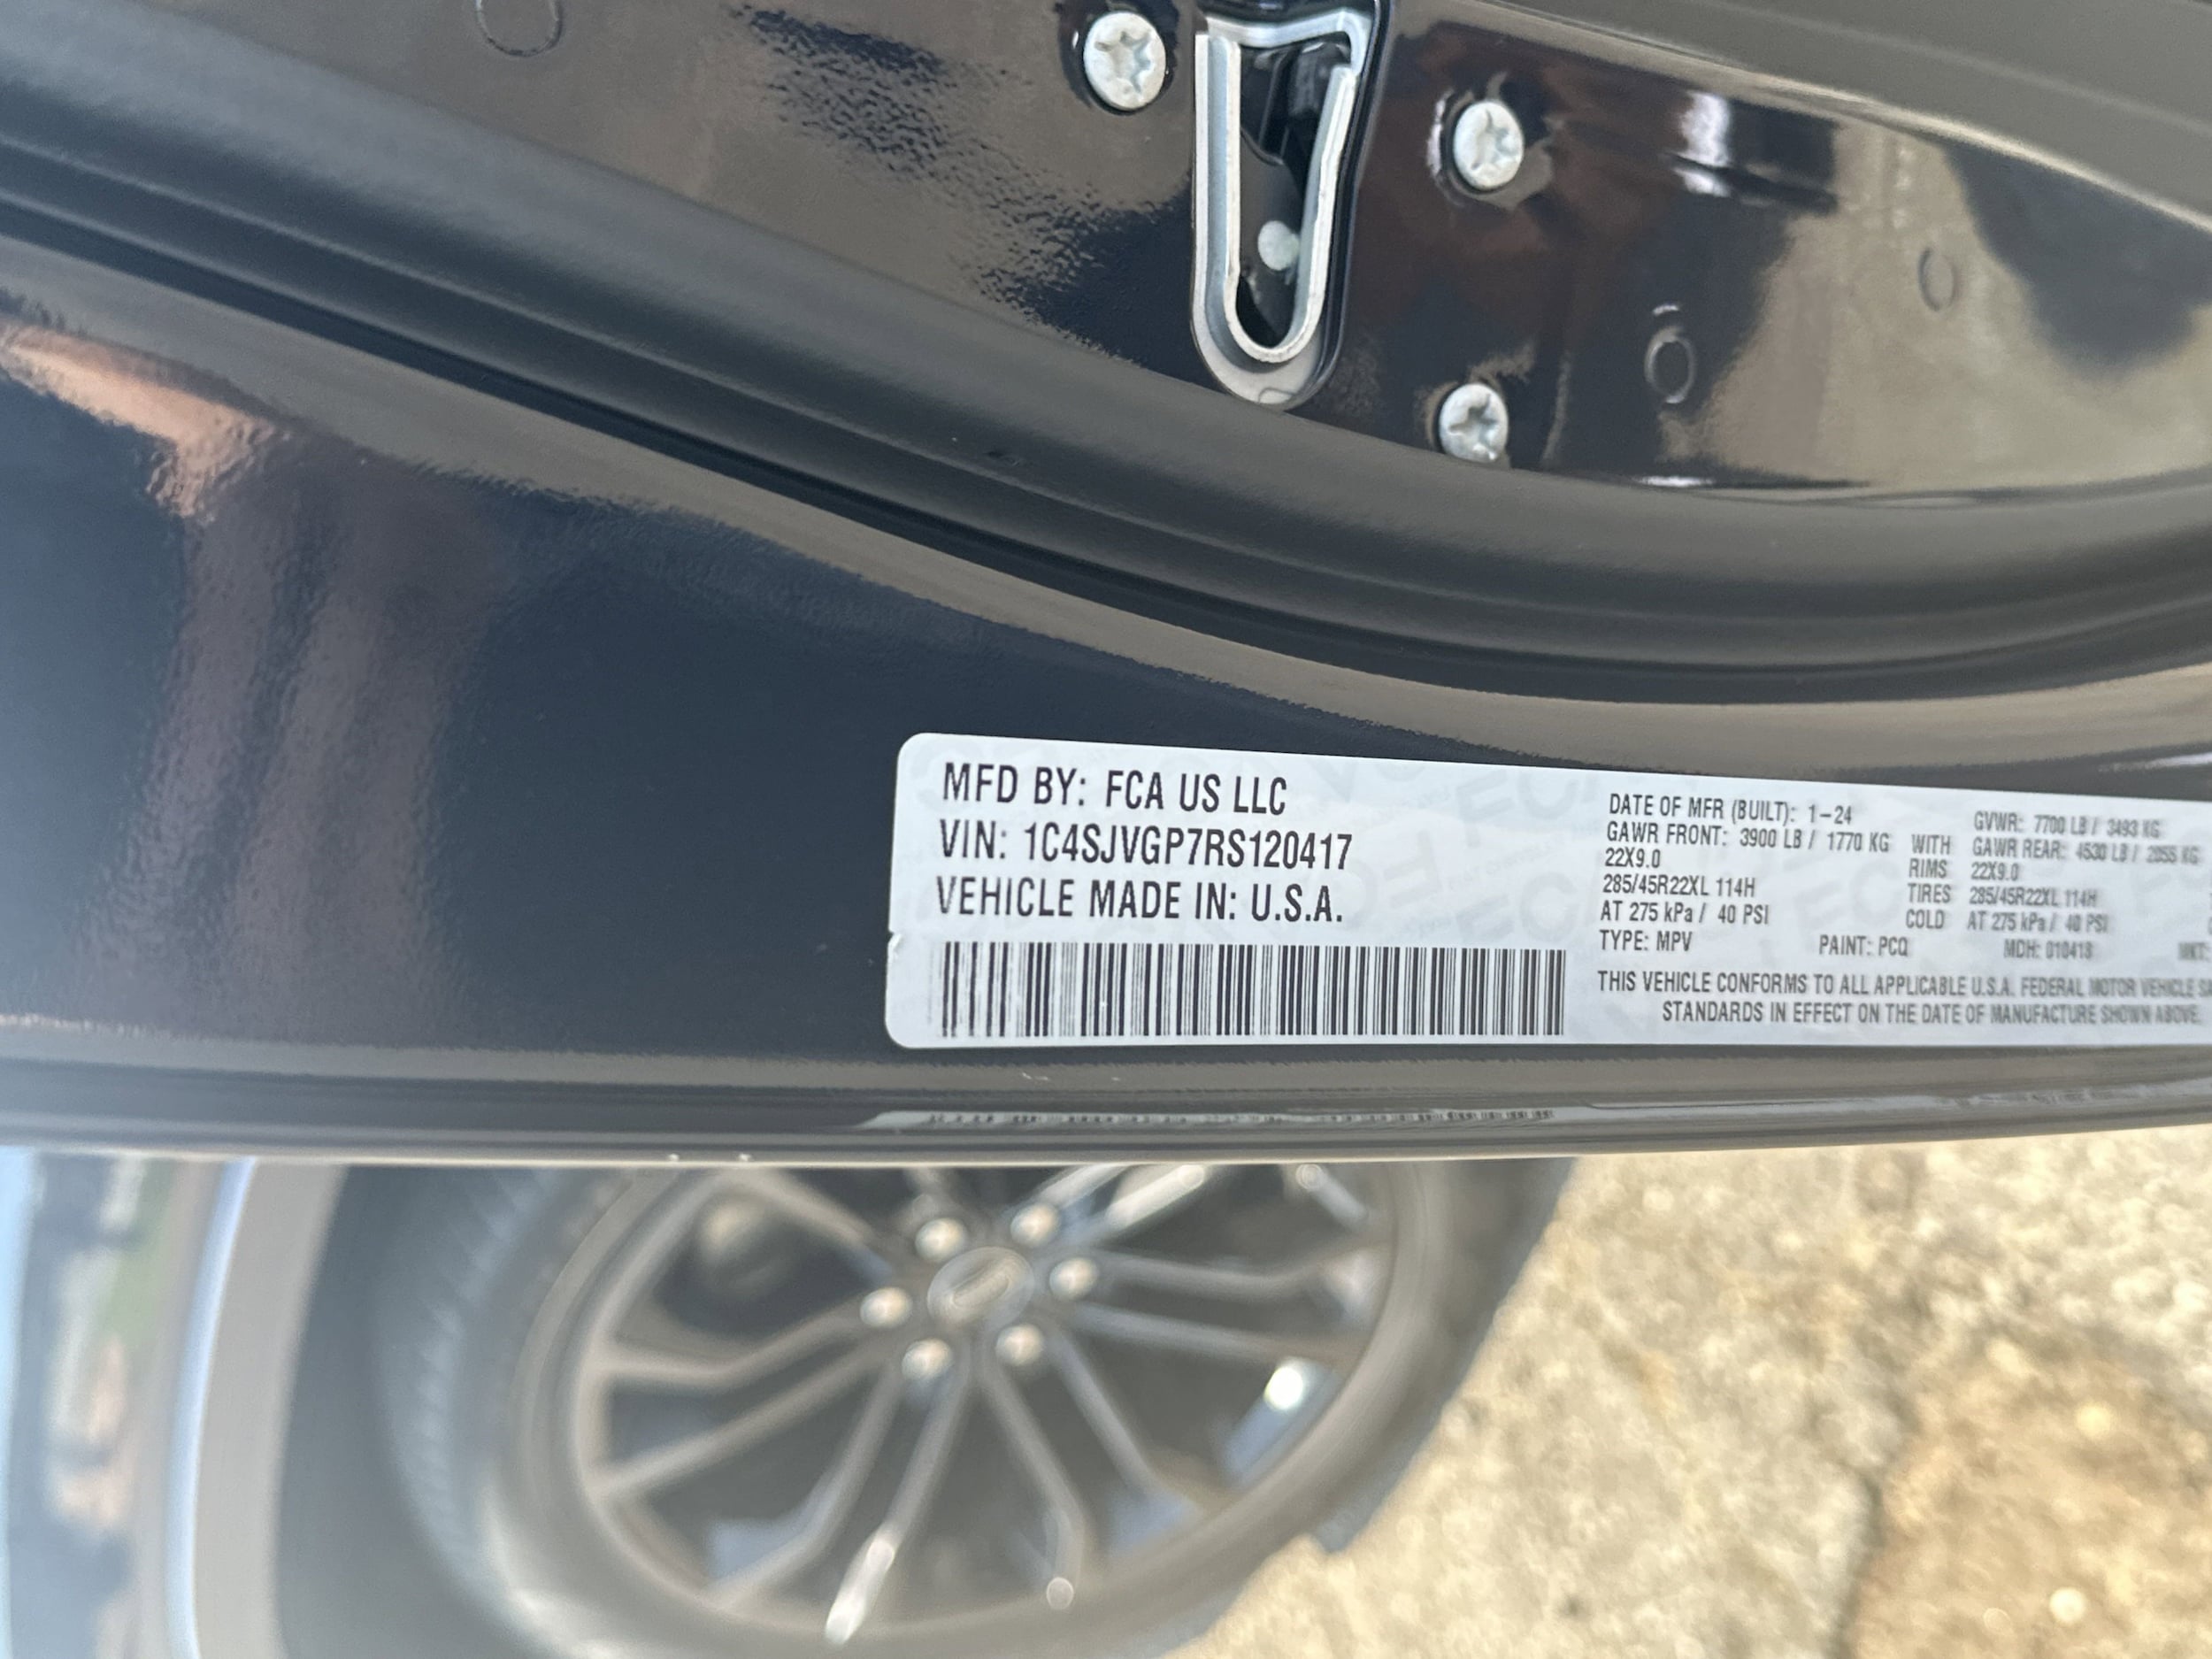 MFD BY: FCA US LLC
VIN: 1C4SJVGP7RS120417
VEHICLE MADE IN: U.S.A.
DATE OF MFR (BUILT): 1-24 GVWR: 7700 LB / 3493 KG
GAWR FRONT: 3900 LB / 1770 KG WITH GAWR REAR: 4530 LB / 2055 KG
22X9.0 RIMS 22X9.0
285/45R22XL 114H TIRES 285/45R22XL 114H
AT 275 kPa / 40 PSI COLD AT 275 kPa / 40 PSI
TYPE: MPV PAINT: PCQ MDH: 010418 MKT:
THIS VEHICLE CONFORMS TO ALL APPLICABLE U.S.A. FEDERAL MOTOR VEHICLE
STANDARDS IN EFFECT ON THE DATE OF MANUFACTURE SHOWN ABOVE.